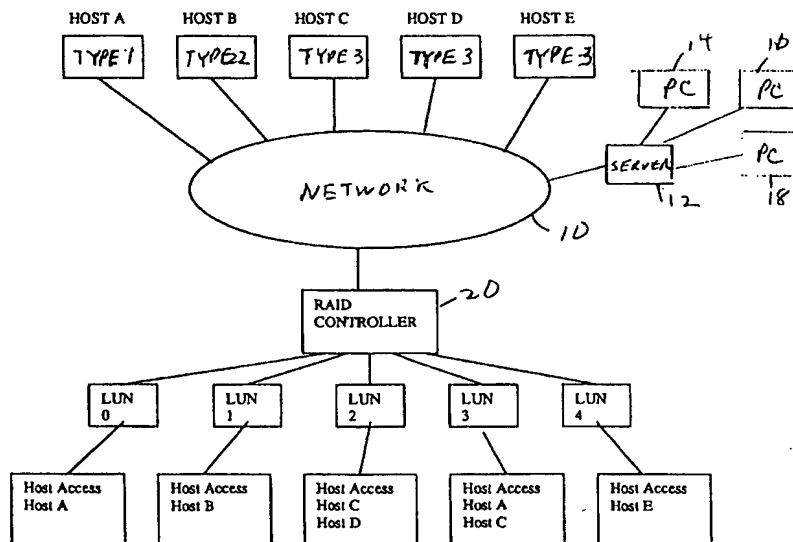 HOST A HOST B HOST C HOST D HOST E
TYPE 1 TYPE 22 TYPE 3 TYPE 3 TYPE 3
14 16
PC PC
SERVER PC
12 18
NETWORK
10
20
RAID
CONTROLLER
LUN 0
LUN 1
LUN 2
LUN 3
LUN 4
Host Access
Host A
Host Access
Host B
Host Access
Host C
Host D
Host Access
Host A
Host C
Host Access
Host E